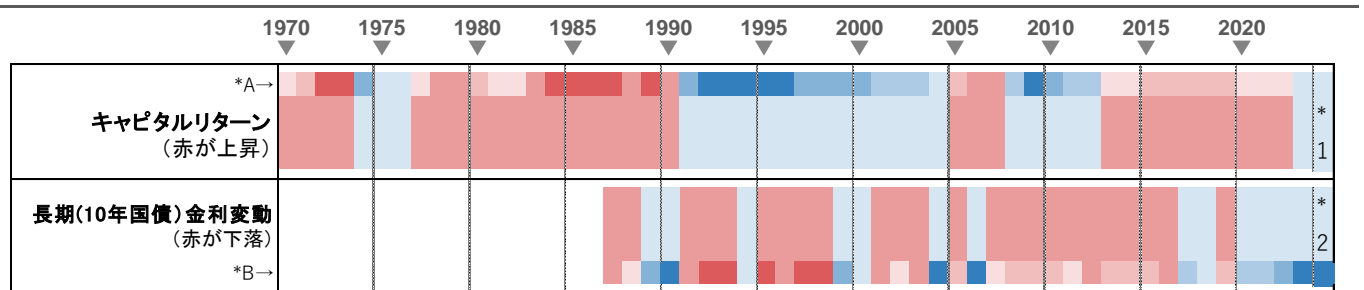 1970 1975 1980 1985 1990 1995 2000 2005 2010 2015 2020
*A→
キャピタルリターン
（赤が上昇）
*
1
長期(10年国債)金利変動
（赤が下落）
*
2
*B→